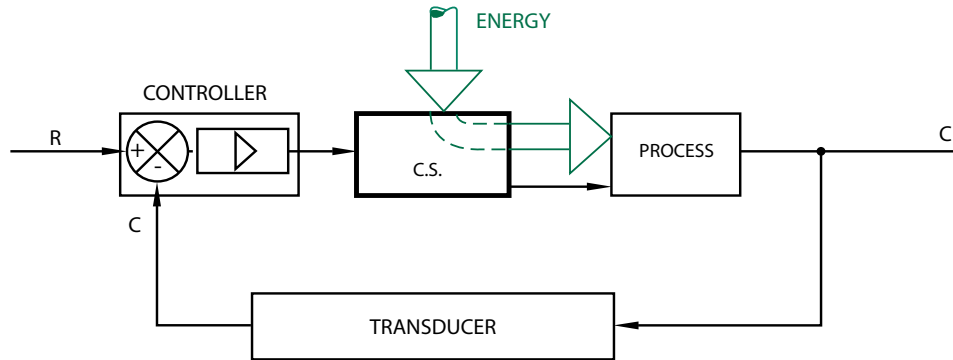 ENERGY
CONTROLLER
R
+
-
C.S.
PROCESS
C
C
TRANSDUCER